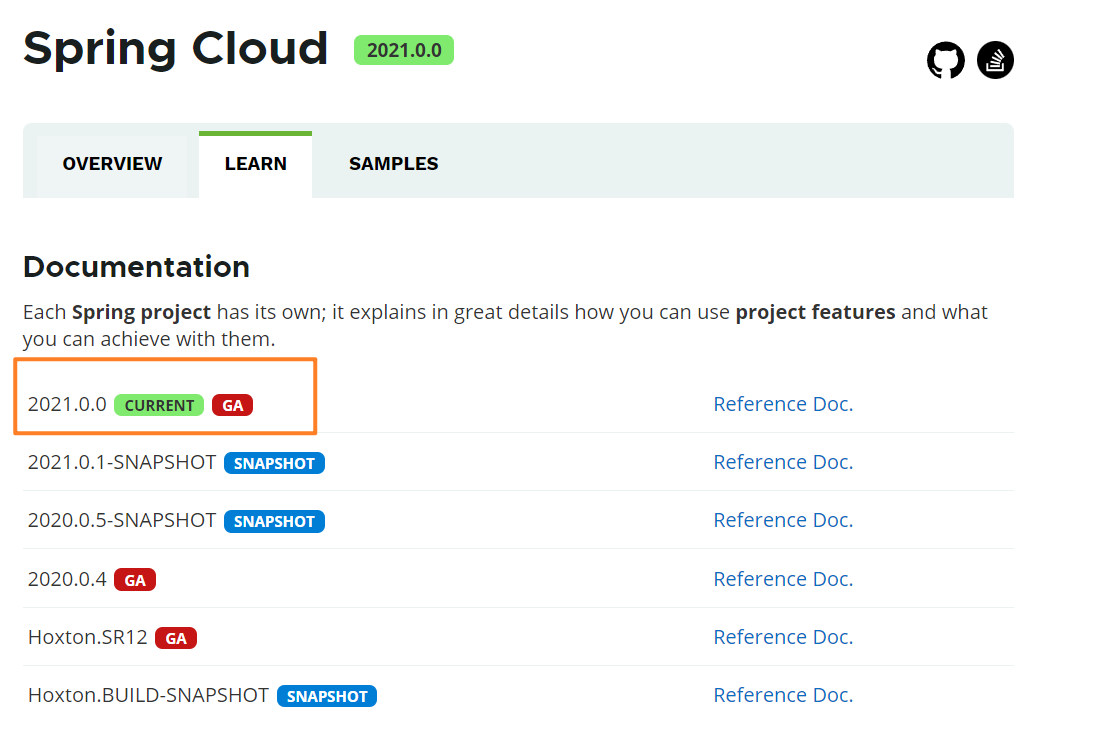 Spring Cloud 2021.0.0
OVERVIEW LEARN SAMPLES
Documentation
Each Spring project has its own; it explains in great details how you can use project features and what
you can achieve with them.
2021.0.0 CURRENT GA Reference Doc.
2021.0.1-SNAPSHOT SNAPSHOT Reference Doc.
2020.0.5-SNAPSHOT SNAPSHOT Reference Doc.
2020.0.4 GA Reference Doc.
Hoxton.SR12 GA Reference Doc.
Hoxton.BUILD-SNAPSHOT SNAPSHOT Reference Doc.